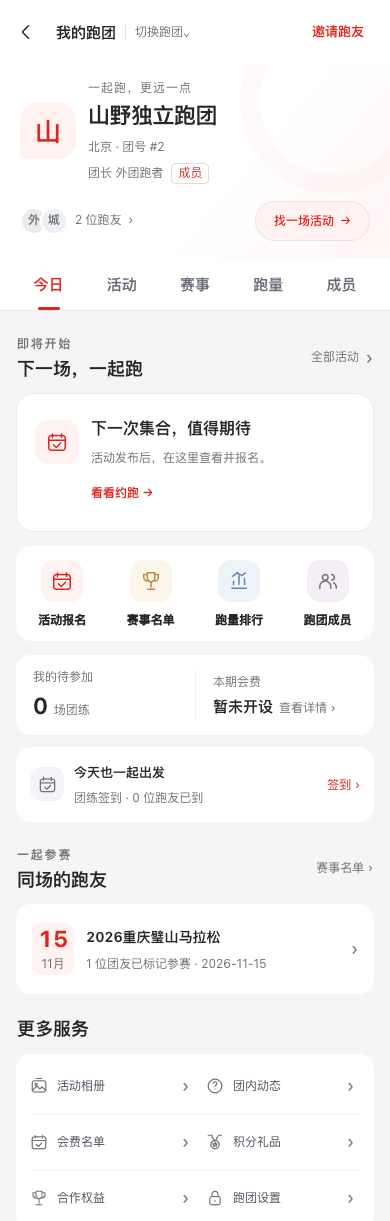 我的跑团 切换跑团
邀请跑友
一起跑，更远一点
山
山野独立跑团
北京 · 团号 #2
团长 外团跑者 成员
外 城 2 位跑友 ›
找一场活动 →
今日 活动 赛事 跑量 成员
即将开始
下一场，一起跑
全部活动 ›
下一次集合，值得期待
活动发布后，在这里查看并报名。
看看约跑 →
活动报名 赛事名单 跑量排行 跑团成员
我的待参加
0 场团练
本期会费
暂未开设 查看详情 ›
今天也一起出发
团练签到 · 0 位跑友已到
签到 ›
一起参赛
同场的跑友
赛事名单 ›
15
11月
2026重庆璧山马拉松
1 位团友已标记参赛 · 2026-11-15
›
更多服务
活动相册 › 团内动态 ›
会费名单 › 积分礼品 ›
合作权益 › 跑团设置 ›